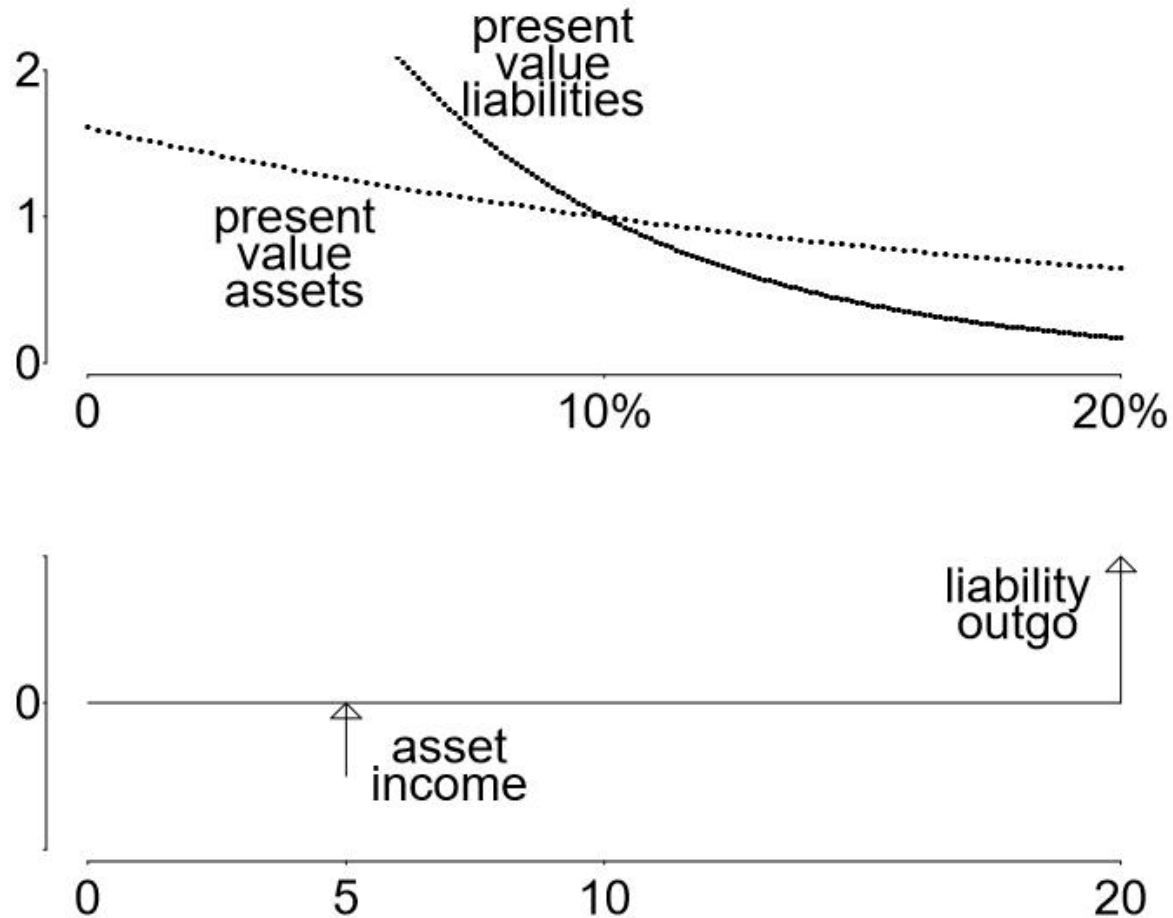 present
value
liabilities
2
1
0
present
value
assets
0 10% 20%
liability
outgo
0
asset
income
0 5 10 20